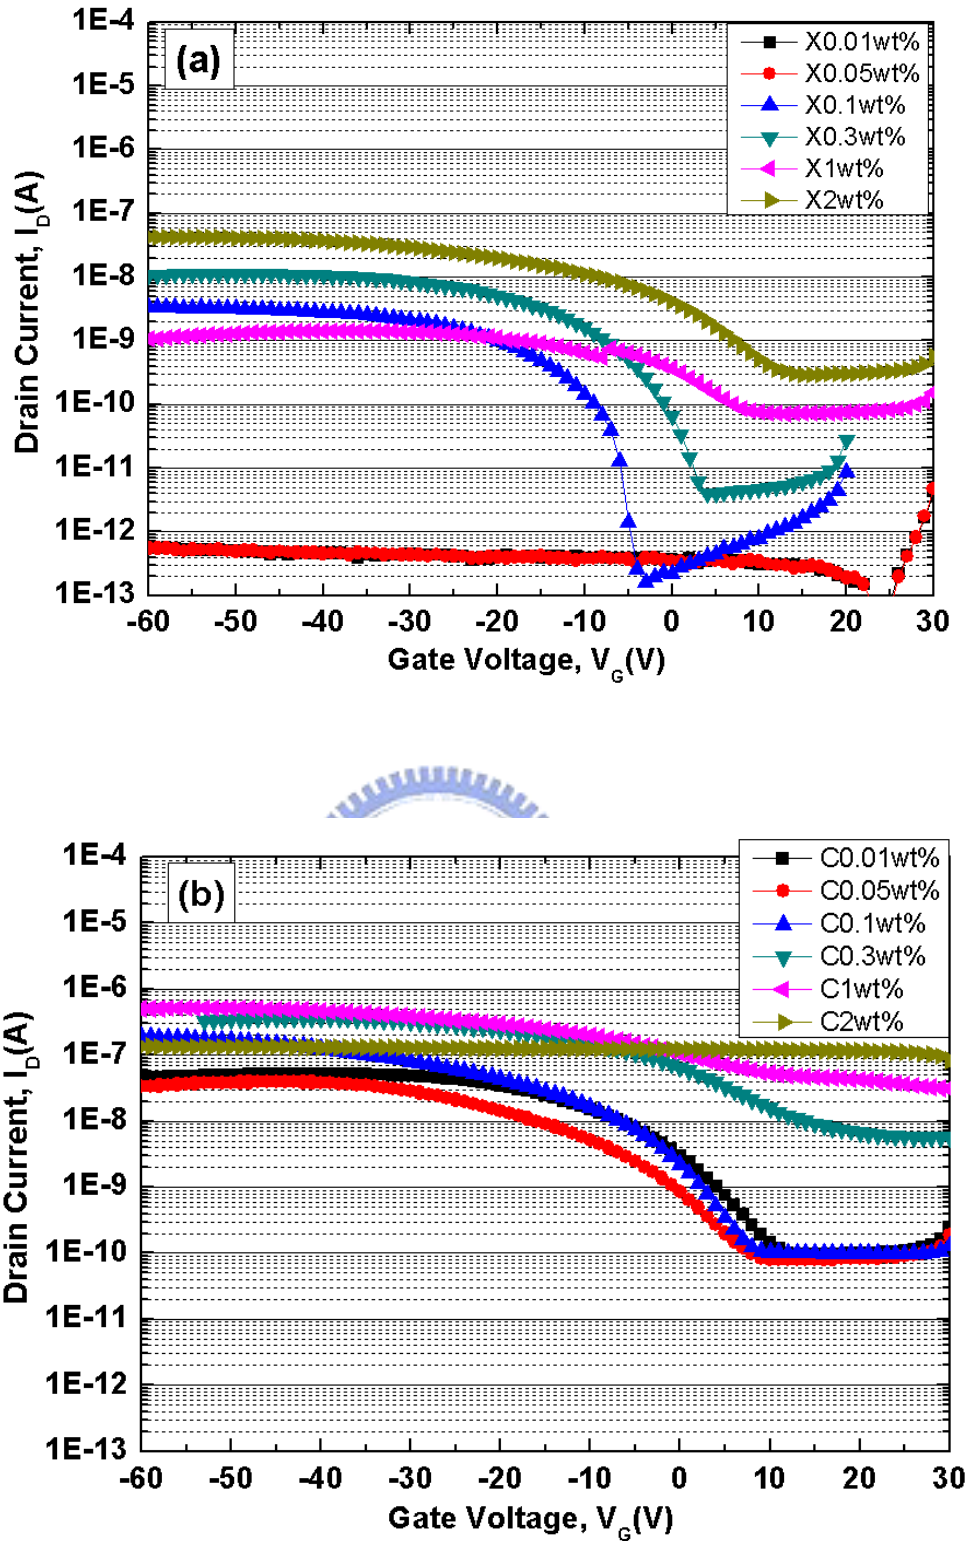 1E-4
(a)
X0.01wt%
X0.05wt%
X0.1wt%
X0.3wt%
X1wt%
X2wt%
1E-5
1E-6
1E-7
1E-8
1E-9
1E-10
1E-11
1E-12
1E-13
Drain Current, I_D(A)
-60 -50 -40 -30 -20 -10 0 10 20 30
Gate Voltage, V_G(V)
1E-4
(b)
C0.01wt%
C0.05wt%
C0.1wt%
C0.3wt%
C1wt%
C2wt%
1E-5
1E-6
1E-7
1E-8
1E-9
1E-10
1E-11
1E-12
1E-13
Drain Current, I_D(A)
-60 -50 -40 -30 -20 -10 0 10 20 30
Gate Voltage, V_G(V)